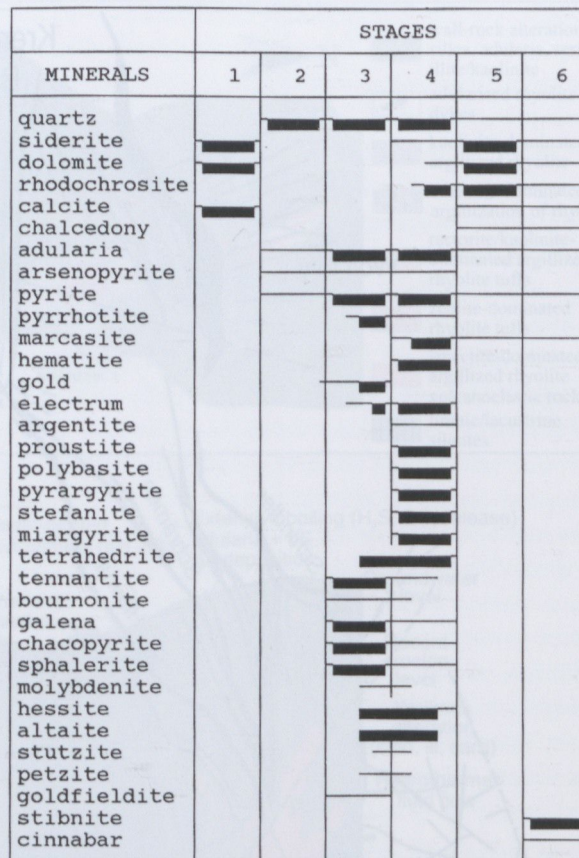 STAGES
MINERALS 1 2 3 4 5 6
quartz
siderite
dolomite
rhodochrosite
calcite
chalcedony
adularia
arsenopyrite
pyrite
pyrrhotite
marcasite
hematite
gold
electrum
argentite
proustite
polybasite
pyrargyrite
stefanite
miargyrite
tetrahedrite
tennantite
bournonite
galena
chacopyrite
sphalerite
molybdenite
hessite
altaite
stutzite
petzite
goldfieldite
stibnite
cinnabar